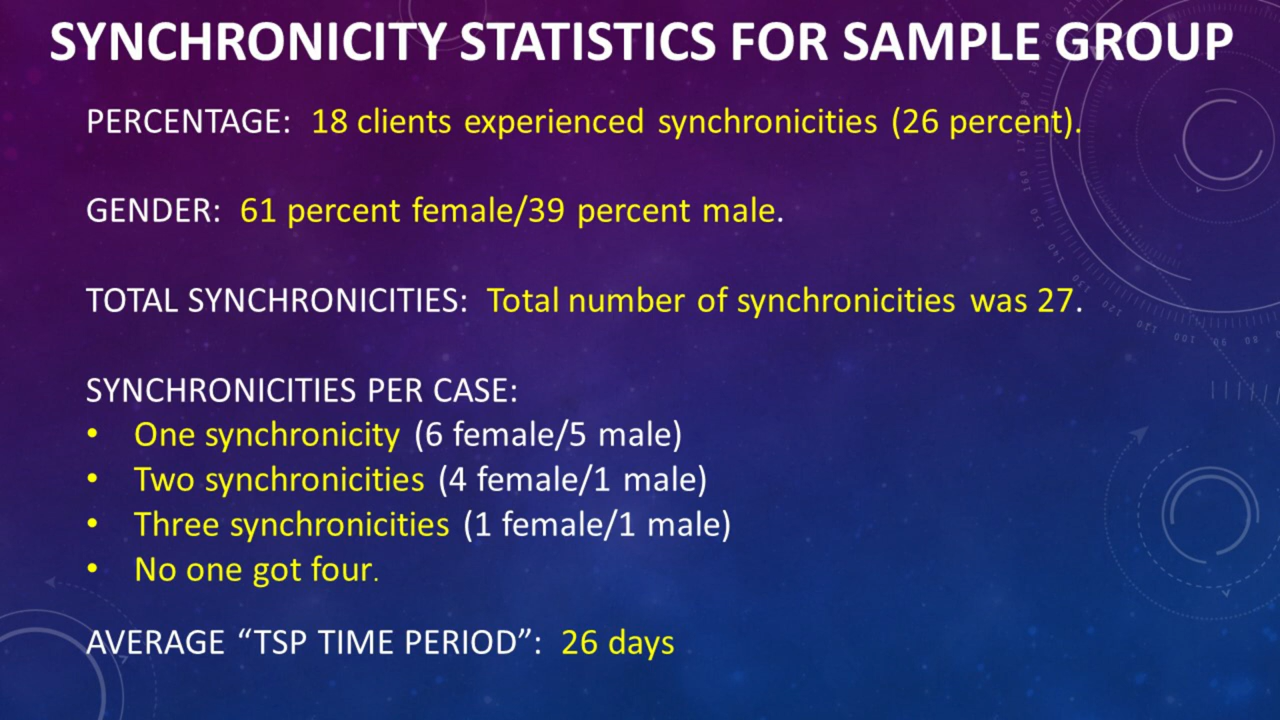 SYNCHRONICITY STATISTICS FOR SAMPLE GROUP
PERCENTAGE: 18 clients experienced synchronicities (26 percent).
GENDER: 61 percent female/39 percent male.
TOTAL SYNCHRONICITIES: Total number of synchronicities was 27.
SYNCHRONICITIES PER CASE:
• One synchronicity (6 female/5 male)
• Two synchronicities (4 female/1 male)
• Three synchronicities (1 female/1 male)
• No one got four.
AVERAGE “TSP TIME PERIOD”: 26 days